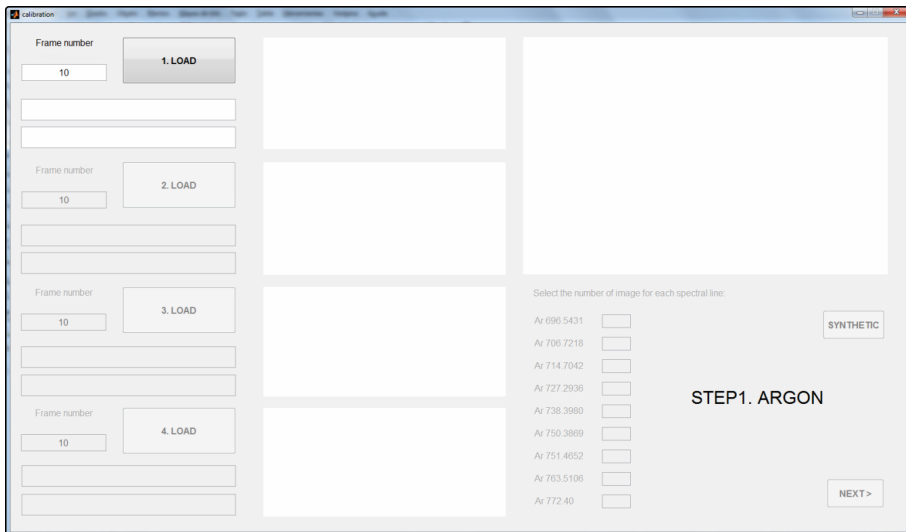 calibration
Frame number
10
1. LOAD
Frame number
10
2. LOAD
Frame number
10
3. LOAD
Frame number
10
4. LOAD
Select the number of image for each spectral line:
Ar 696.5431
Ar 706.7218
Ar 714.7042
Ar 727.2936
Ar 738.3980
Ar 750.3869
Ar 751.4652
Ar 763.5106
Ar 772.40
SYNTHETIC
STEP1. ARGON
NEXT >